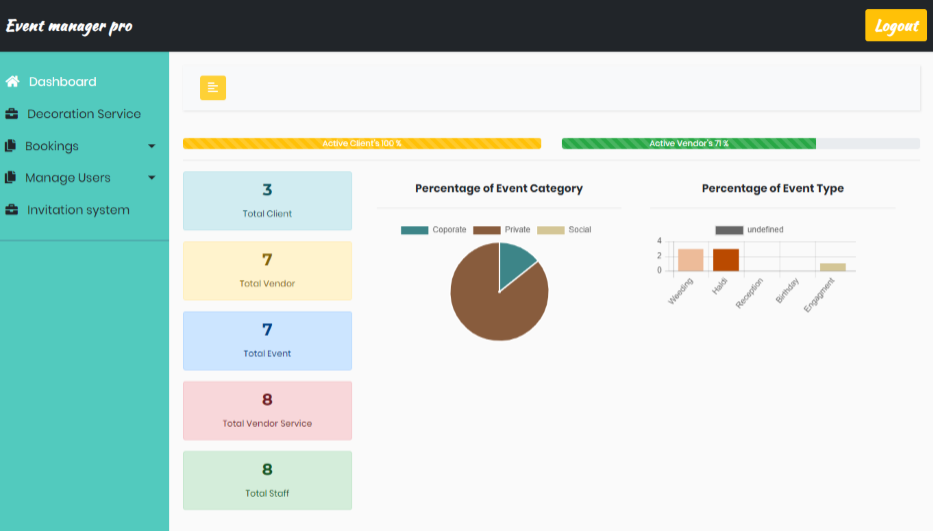 Event manager pro
Logout
Dashboard
Decoration Service
Bookings
Manage Users
Invitation system
Active Client's 100 %
Active Vendor's 71 %
3
Total Client
7
Total Vendor
7
Total Event
8
Total Vendor Service
8
Total Staff
Percentage of Event Category
Coporate Private Social
Percentage of Event Type
undefined
4
2
0
Weeding Haldi Reception Birthday Engagment